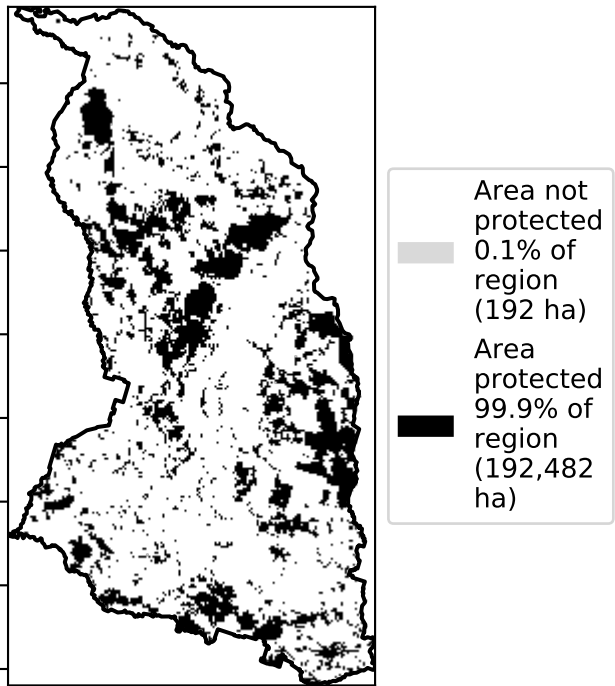 Area not
protected
0.1% of
region
(192 ha)
Area
protected
99.9% of
region
(192,482
ha)